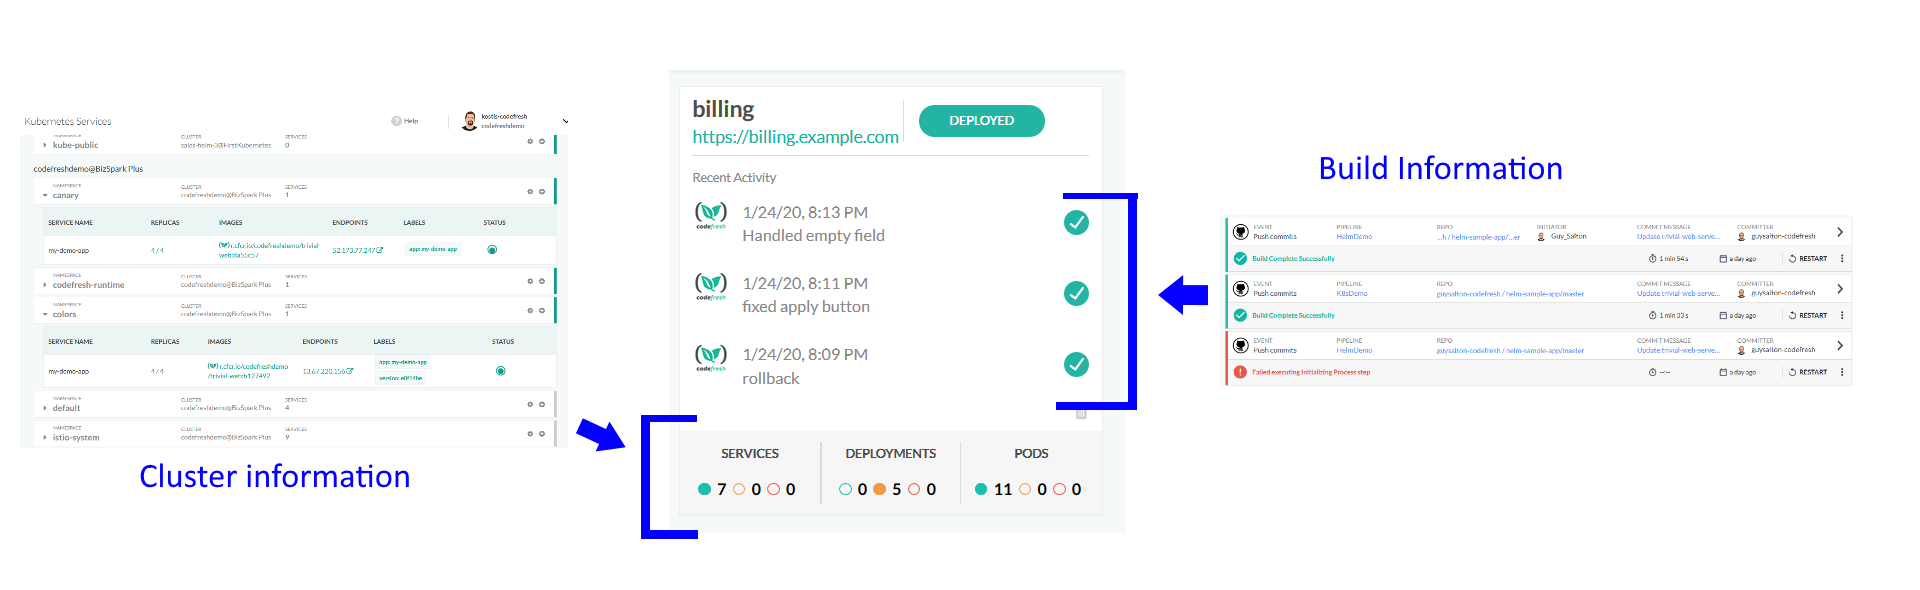 Kubernetes Services
Help
kostis-codefresh
codefreshdemo
NAMESPACE CLUSTER SERVICES
kube-public sales-helm-3@FirstKubernetes 0
codefreshdemo@BizSpark Plus
NAMESPACE CLUSTER SERVICES
canary codefreshdemo@BizSpark Plus 1
SERVICE NAME REPLICAS IMAGES ENDPOINTS LABELS STATUS
my-demo-app 4 / 4 r.cfcr.io/codefreshdemo/trivial-web:8a55c57 52.173.77.247 app: my-demo-app
NAMESPACE CLUSTER SERVICES
codefresh-runtime codefreshdemo@BizSpark Plus 1
NAMESPACE CLUSTER SERVICES
colors codefreshdemo@BizSpark Plus 1
SERVICE NAME REPLICAS IMAGES ENDPOINTS LABELS STATUS
my-demo-app 4 / 4 r.cfcr.io/codefreshdemo/trivial-web:b127492 13.67.220.156 app: my-demo-app
NAMESPACE CLUSTER SERVICES
default codefreshdemo@BizSpark Plus 4
NAMESPACE CLUSTER SERVICES
istio-system codefreshdemo@BizSpark Plus 9
Cluster information
billing
https://billing.example.com
DEPLOYED
Recent Activity
codefresh
1/24/20, 8:13 PM
Handled empty field
codefresh
1/24/20, 8:11 PM
fixed apply button
codefresh
1/24/20, 8:09 PM
rollback
SERVICES DEPLOYMENTS PODS
7 0 0 0 5 0 11 0 0
Build Information
EVENT PIPELINE REPO INITIATOR COMMIT MESSAGE COMMITTER
Push commits HelmDemo ...h / helm-sample-app/...er Guy_Salton Update trivial-web-serve... guysalton-codefresh
Build Complete Successfully 1 min 54 s a day ago RESTART
EVENT PIPELINE REPO COMMIT MESSAGE COMMITTER
Push commits K8sDemo guysalton-codefresh / helm-sample-app/master Update trivial-web-serve... guysalton-codefresh
Build Complete Successfully 1 min 33 s a day ago RESTART
EVENT PIPELINE REPO COMMIT MESSAGE COMMITTER
Push commits HelmDemo guysalton-codefresh / helm-sample-app/master Update trivial-web-serve... guysalton-codefresh
Failed executing Initializing Process step --:-- a day ago RESTART